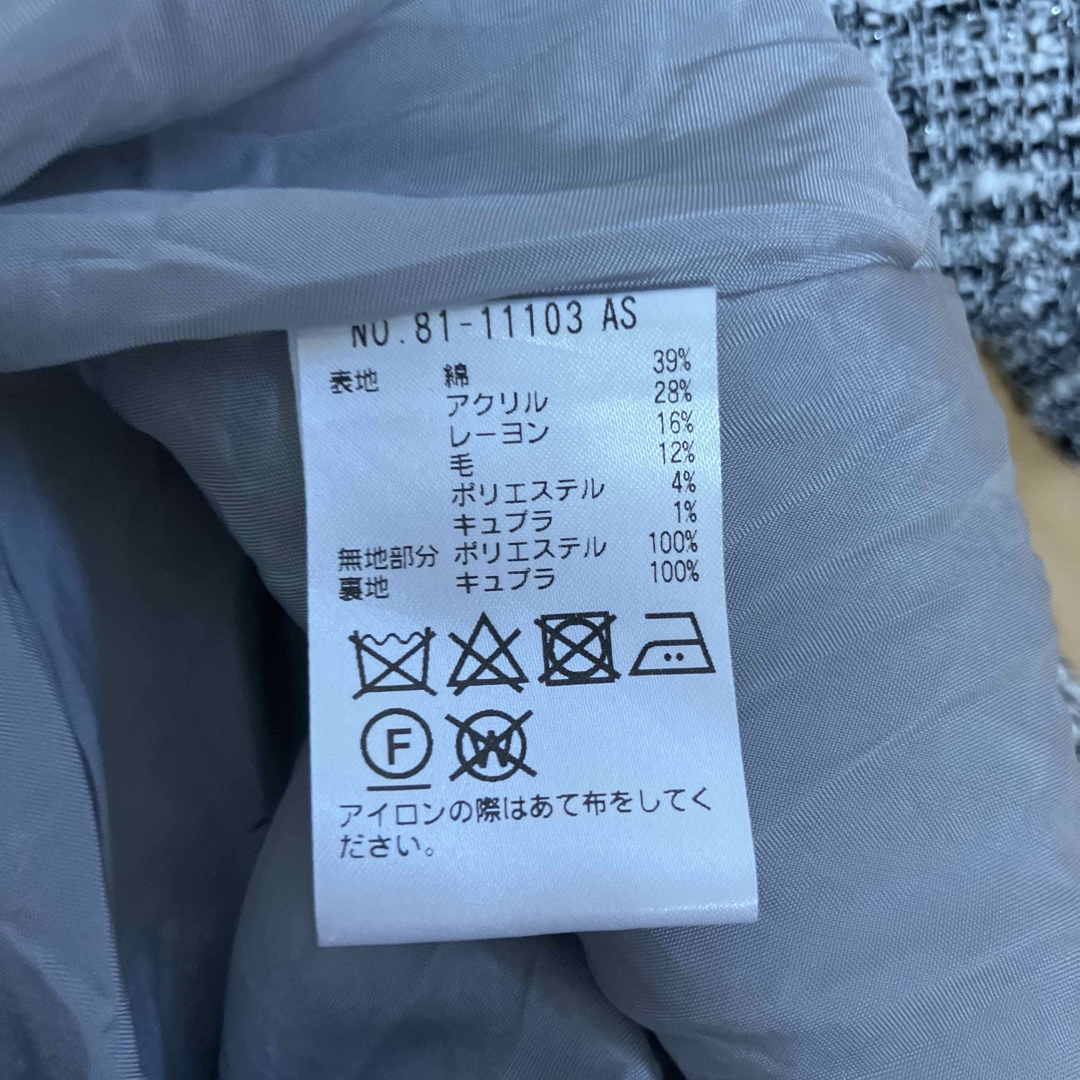 NO.81-11103 AS
表地 綿 39%
アクリル 28%
レーヨン 16%
毛 12%
ポリエステル 4%
キュプラ 1%
無地部分 ポリエステル 100%
裏地 キュプラ 100%
F W
アイロンの際はあて布をしてく
ださい。